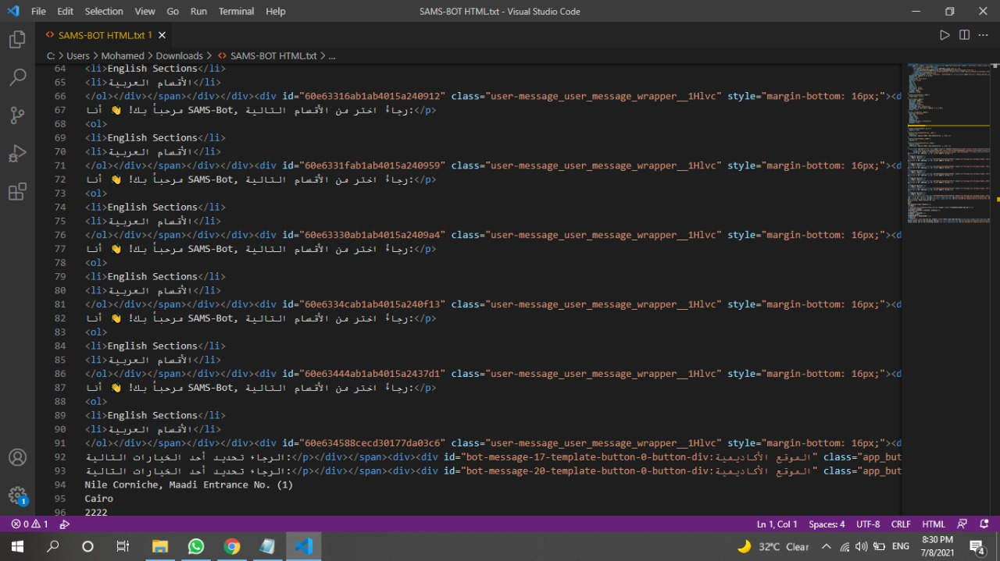 File Edit Selection View Go Run Terminal Help SAMS-BOT HTML.txt - Visual Studio Code
SAMS-BOT HTML.txt 1
C: > Users > Mohamed > Downloads > SAMS-BOT HTML.txt > ...
64 <li>English Sections</li>
65 <li>الأقسام العربية</li>
66 </ol></div></span></div></div><div id="60e63316ab1ab4015a240912" class="user-message_user_message_wrapper__1Hlvc" style="margin-bottom: 16px;"><d
67 مرحباً بك! 👋 أنا SAMS-Bot, رجاءً اختر من الأقسام التالية:</p>
68 <ol>
69 <li>English Sections</li>
70 <li>الأقسام العربية</li>
71 </ol></div></span></div></div><div id="60e6331fab1ab4015a240959" class="user-message_user_message_wrapper__1Hlvc" style="margin-bottom: 16px;"><d
72 مرحباً بك! 👋 أنا SAMS-Bot, رجاءً اختر من الأقسام التالية:</p>
73 <ol>
74 <li>English Sections</li>
75 <li>الأقسام العربية</li>
76 </ol></div></span></div></div><div id="60e63330ab1ab4015a2409a4" class="user-message_user_message_wrapper__1Hlvc" style="margin-bottom: 16px;"><d
77 مرحباً بك! 👋 أنا SAMS-Bot, رجاءً اختر من الأقسام التالية:</p>
78 <ol>
79 <li>English Sections</li>
80 <li>الأقسام العربية</li>
81 </ol></div></span></div></div><div id="60e6334cab1ab4015a240f13" class="user-message_user_message_wrapper__1Hlvc" style="margin-bottom: 16px;"><d
82 مرحباً بك! 👋 أنا SAMS-Bot, رجاءً اختر من الأقسام التالية:</p>
83 <ol>
84 <li>English Sections</li>
85 <li>الأقسام العربية</li>
86 </ol></div></span></div></div><div id="60e63444ab1ab4015a2437d1" class="user-message_user_message_wrapper__1Hlvc" style="margin-bottom: 16px;"><d
87 مرحباً بك! 👋 أنا SAMS-Bot, رجاءً اختر من الأقسام التالية:</p>
88 <ol>
89 <li>English Sections</li>
90 <li>الأقسام العربية</li>
91 </ol></div></span></div></div><div id="60e634588cecd30177da03c6" class="user-message_user_message_wrapper__1Hlvc" style="margin-bottom: 16px;"><d
92 الرجاء تحديد أحد الخيارات التالية:</p></div></span><div><div id="bot-message-17-template-button-0-button-div:الموقع الأكاديمية" class="app_but
93 الرجاء تحديد أحد الخيارات التالية:</p></div></span><div><div id="bot-message-20-template-button-0-button-div:الموقع الأكاديمية" class="app_but
94 Nile Corniche, Maadi Entrance No. (1)
95 Cairo
96 2222
0 1 Ln 1, Col 1 Spaces: 4 UTF-8 CRLF HTML
1
32°C Clear ENG 8:30 PM
7/8/2021 4